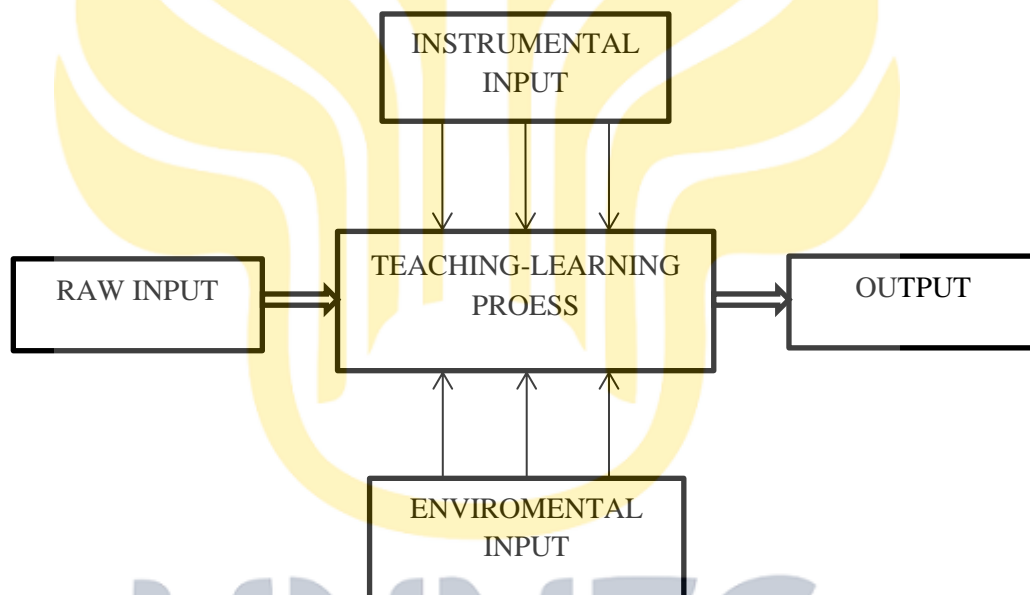 INSTRUMENTAL
INPUT
RAW INPUT
TEACHING-LEARNING
PROESS
OUTPUT
ENVIROMENTAL
INPUT